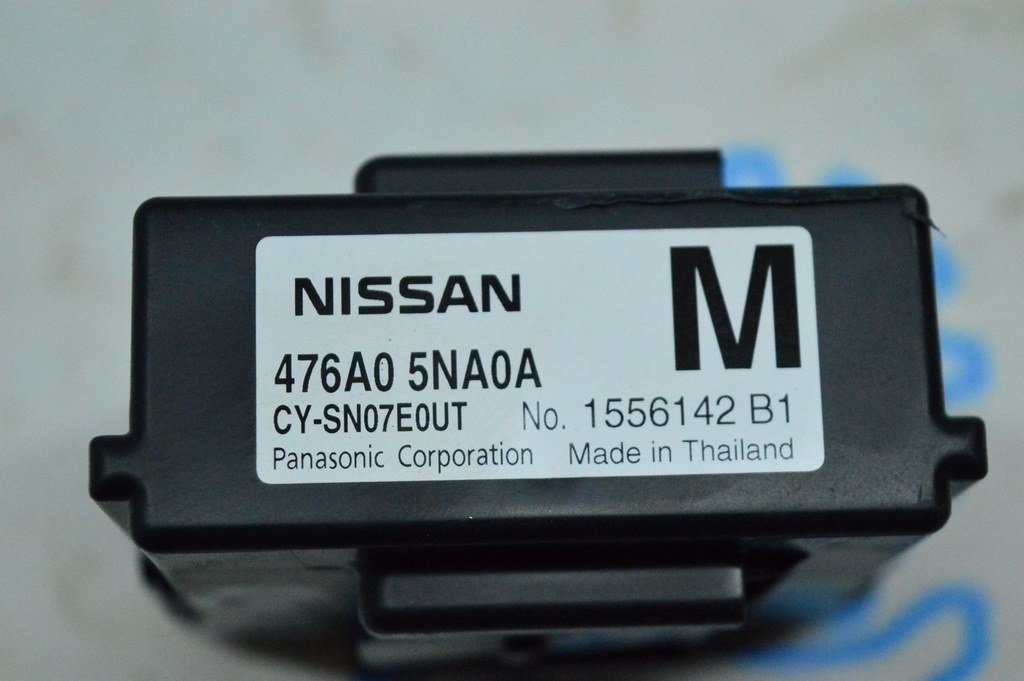 NISSAN
M
476A0 5NA0A
CY-SN07E0UT No. 1556142 B1
Panasonic Corporation Made in Thailand